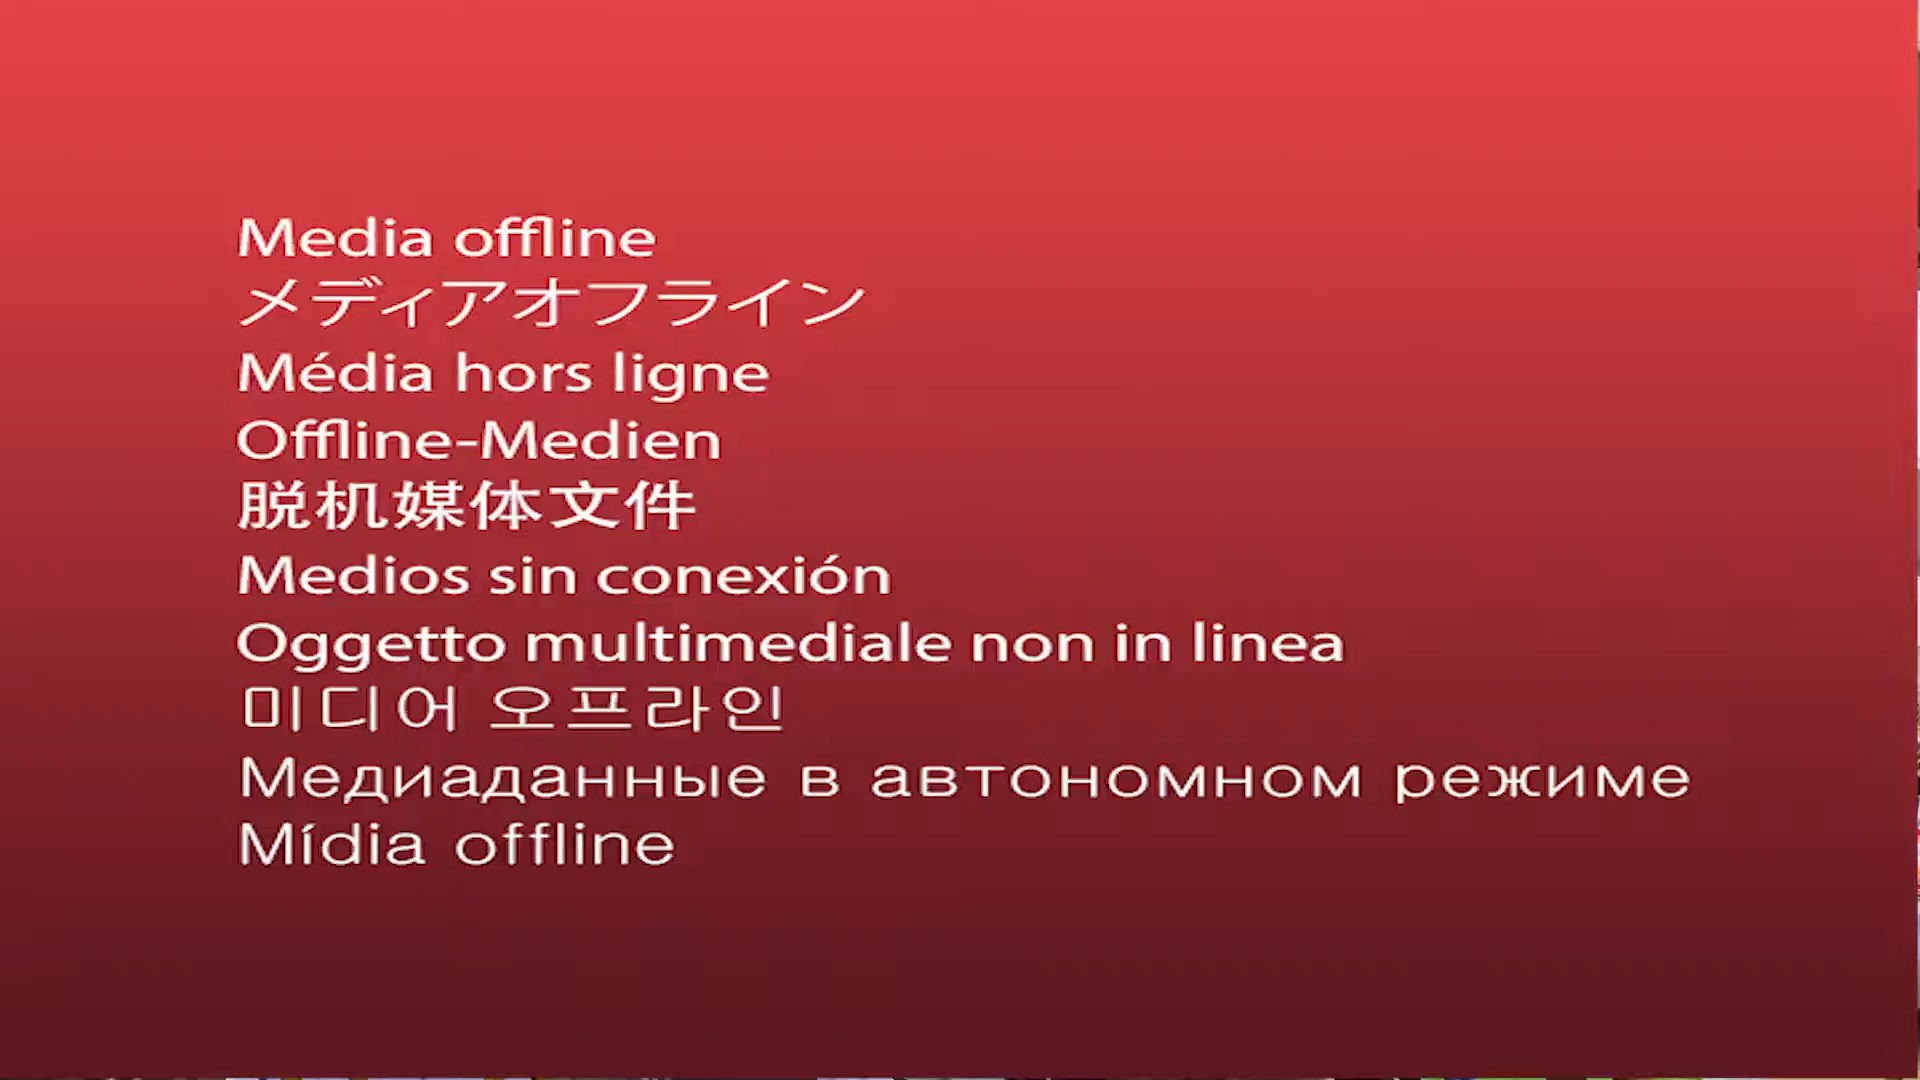 Media offline
メディアオフライン
Média hors ligne
Offline-Medien
脱机媒体文件
Medios sin conexión
Oggetto multimediale non in linea
미디어 오프라인
Медиаданные в автономном режиме
Mídia offline